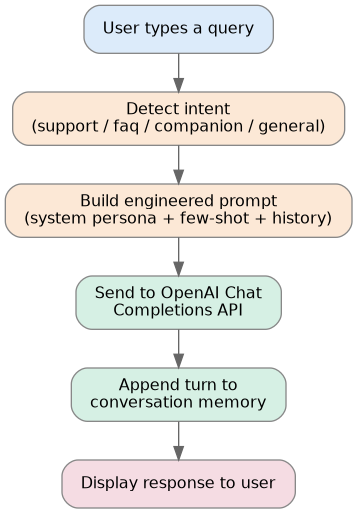 User types a query
Detect intent
(support / faq / companion / general)
Build engineered prompt
(system persona + few-shot + history)
Send to OpenAI Chat
Completions API
Append turn to
conversation memory
Display response to user